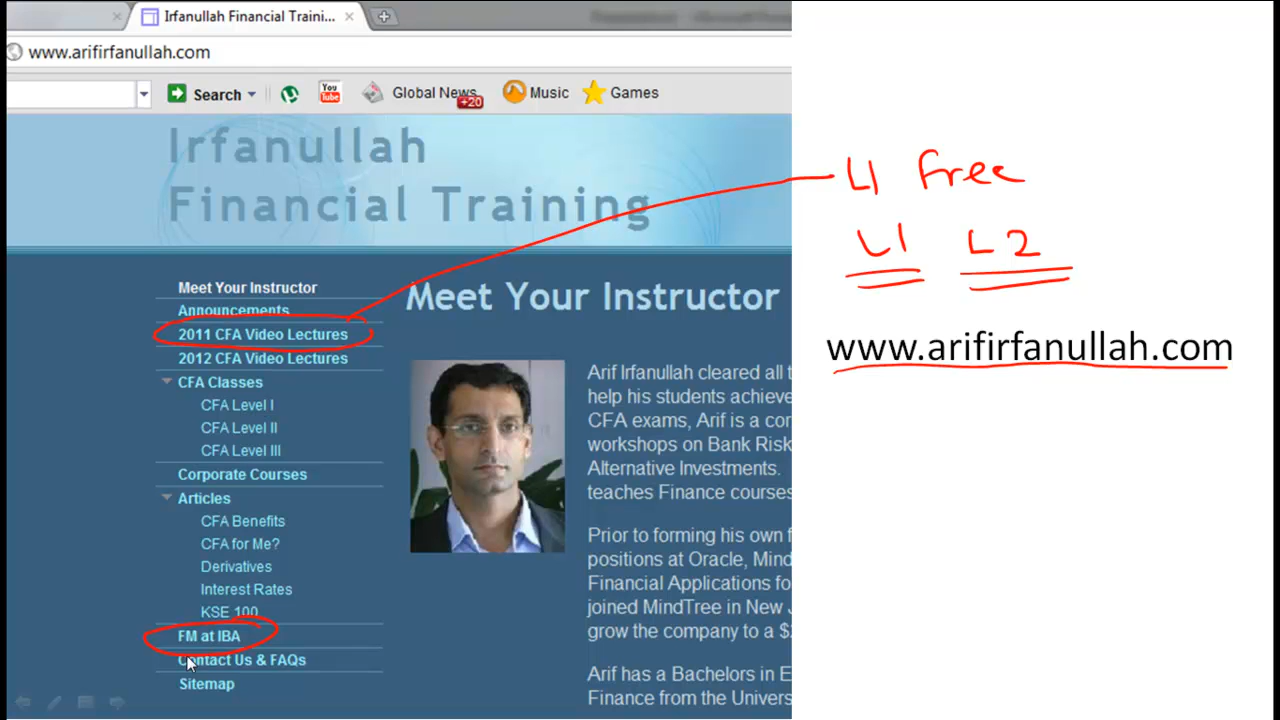 Irfanullah Financial Traini...
www.arifirfanullah.com
Search
You Tube
Global News
+20
Music
Games
Irfanullah
Financial Training
Meet Your Instructor
Announcements
2011 CFA Video Lectures
2012 CFA Video Lectures
CFA Classes
CFA Level I
CFA Level II
CFA Level III
Corporate Courses
Articles
CFA Benefits
CFA for Me?
Derivatives
Interest Rates
KSE 100
FM at IBA
Contact Us & FAQs
Sitemap
Meet Your Instructor
Arif Irfanullah cleared all
help his students achieve
CFA exams, Arif is a
workshops on Bank Risk
Alternative Investments.
teaches Finance courses
Prior to forming his own
positions at Oracle,
Financial Applications
joined MindTree in New
grow the company to a
Arif has a Bachelors in
Finance from the
L1 Free
L1 L2
www.arifirfanullah.com